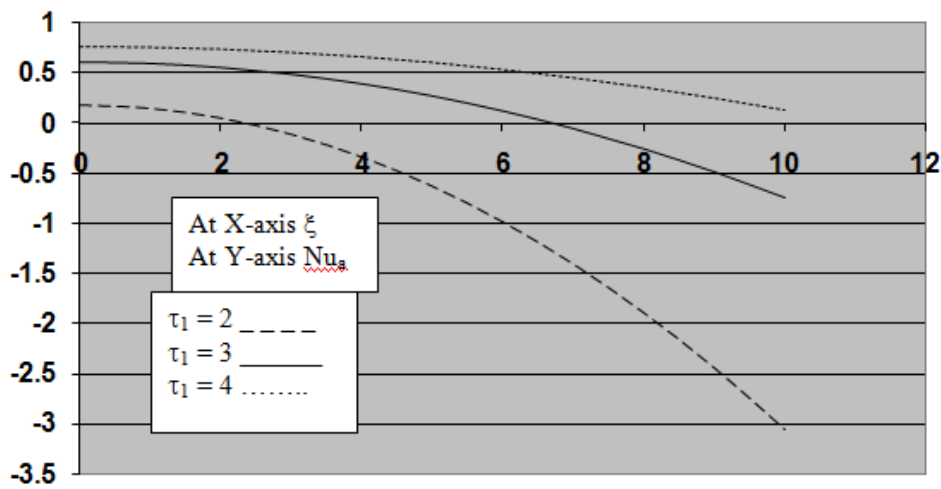 1
0.5
0
-0.5
-1
-1.5
-2
-2.5
-3
-3.5
0 2 4 6 8 10 12
At X-axis ξ
At Y-axis Nuₐ
τ₁ = 2 _ _ _ _
τ₁ = 3 ______
τ₁ = 4 ........